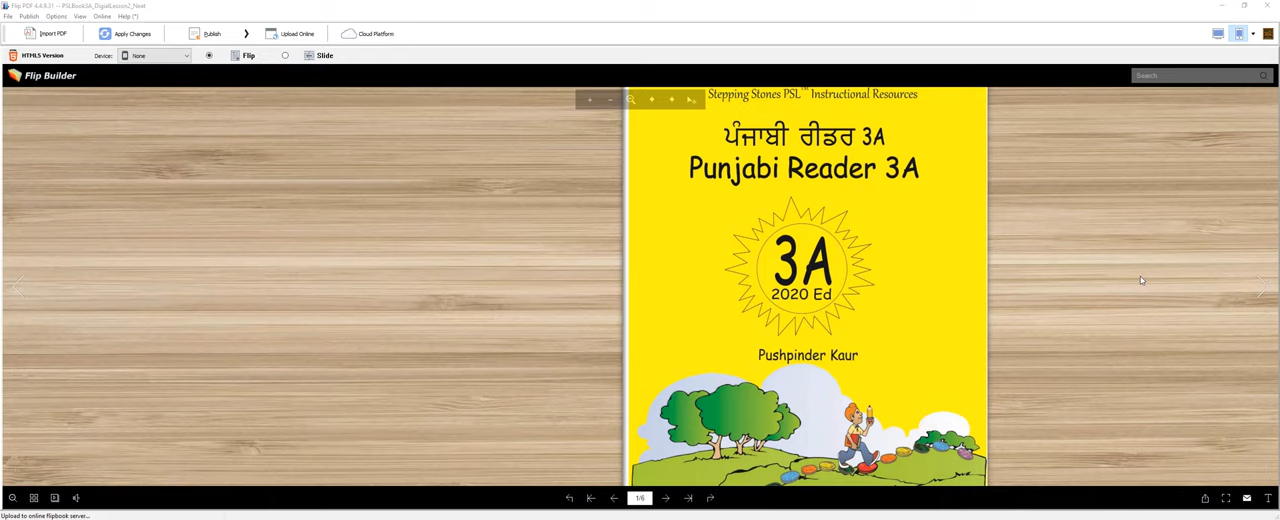 Flip PDF 4.4.9.31 -- PSLBook3A_DigialLesson2_Neat
File Publish Options View Online Help (*)
Import PDF Apply Changes Publish Upload Online Cloud Platform
HTML5 Version Device: None Flip Slide
Flip Builder Search
Stepping Stones PSL™ Instructional Resources
ਪੰਜਾਬੀ ਰੀਡਰ 3A
Punjabi Reader 3A
3A
2020 Ed
Pushpinder Kaur
1/6
Upload to online flipbook server...